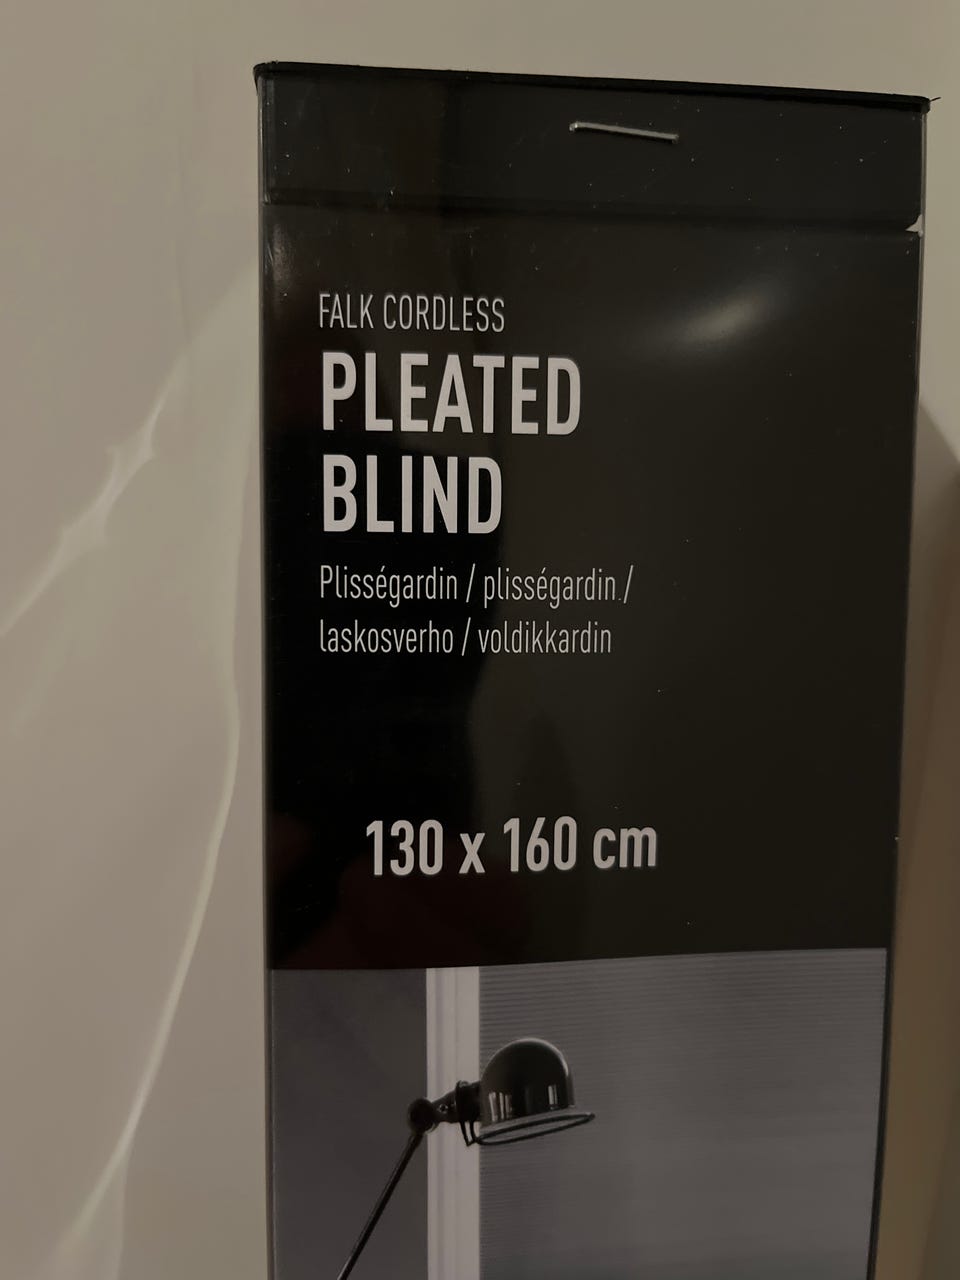 FALK CORDLESS
PLEATED
BLIND
Plisségardin / plisségardin /
laskosverho / voldikkardin
130 x 160 cm